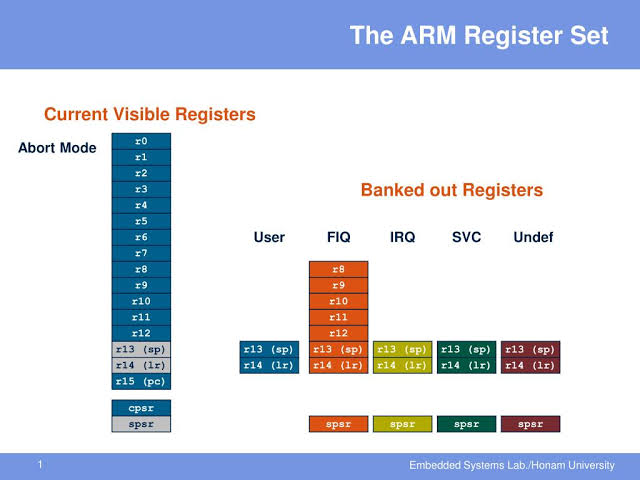 The ARM Register Set
Current Visible Registers
Abort Mode
r0
r1
r2
r3
r4
r5
r6
r7
r8
r9
r10
r11
r12
r13 (sp)
r14 (lr)
r15 (pc)
cpsr
spsr
Banked out Registers
User FIQ IRQ SVC Undef
r8
r9
r10
r11
r12
r13 (sp) r13 (sp) r13 (sp) r13 (sp) r13 (sp)
r14 (lr) r14 (lr) r14 (lr) r14 (lr) r14 (lr)
spsr spsr spsr spsr
1
Embedded Systems Lab./Honam University